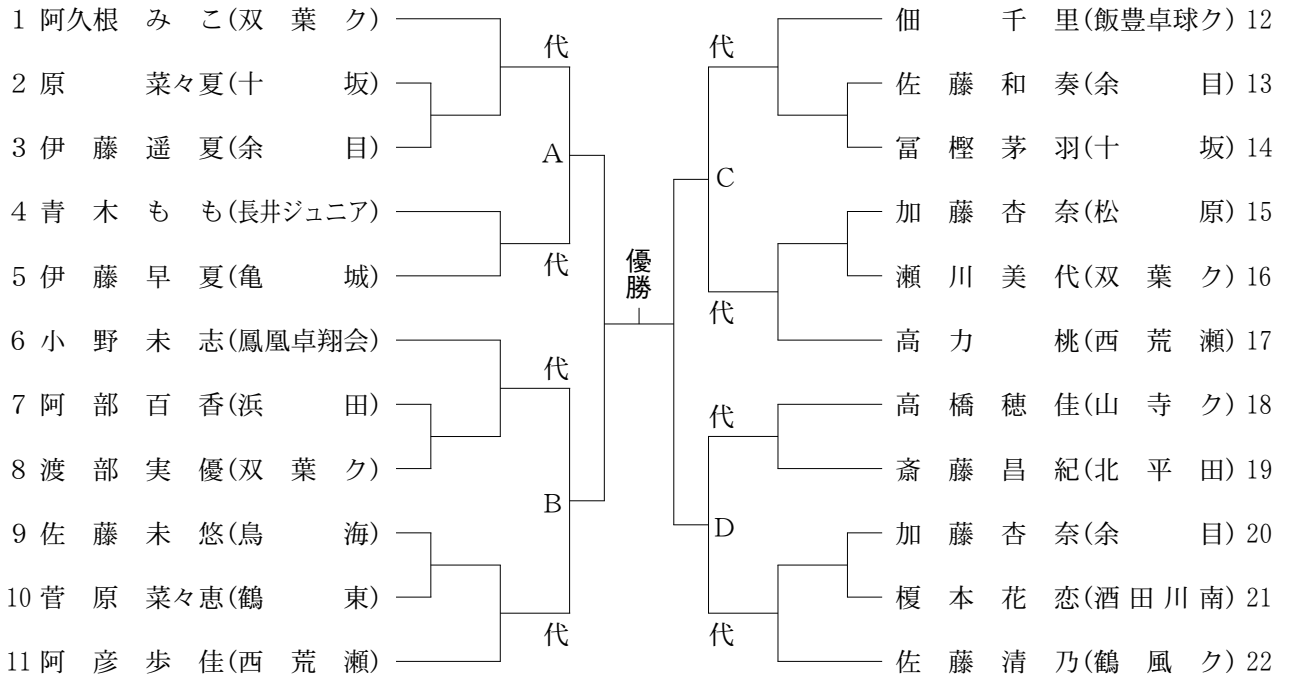 1 阿久根 み こ(双 葉 ク)
代
2 原 菜々夏(十 坂)
3 伊 藤 遥 夏(余 目)
A
4 青 木 も も(長井ジュニア)
代
5 伊 藤 早 夏(亀 城)
6 小 野 未 志(鳳凰卓翔会)
代
7 阿 部 百 香(浜 田)
8 渡 部 実 優(双 葉 ク)
B
9 佐 藤 未 悠(鳥 海)
10 菅 原 菜々恵(鶴 東)
代
11 阿 彦 歩 佳(西 荒 瀬)
優勝
佃 千 里(飯豊卓球ク) 12
代
佐 藤 和 奏(余 目) 13
冨 樫 茅 羽(十 坂) 14
C
加 藤 杏 奈(松 原) 15
瀬 川 美 代(双 葉 ク) 16
代
高 力 桃(西 荒 瀬) 17
高 橋 穂 佳(山 寺 ク) 18
代
斎 藤 昌 紀(北 平 田) 19
D
加 藤 杏 奈(余 目) 20
榎 本 花 恋(酒 田 川 南) 21
代
佐 藤 清 乃(鶴 風 ク) 22